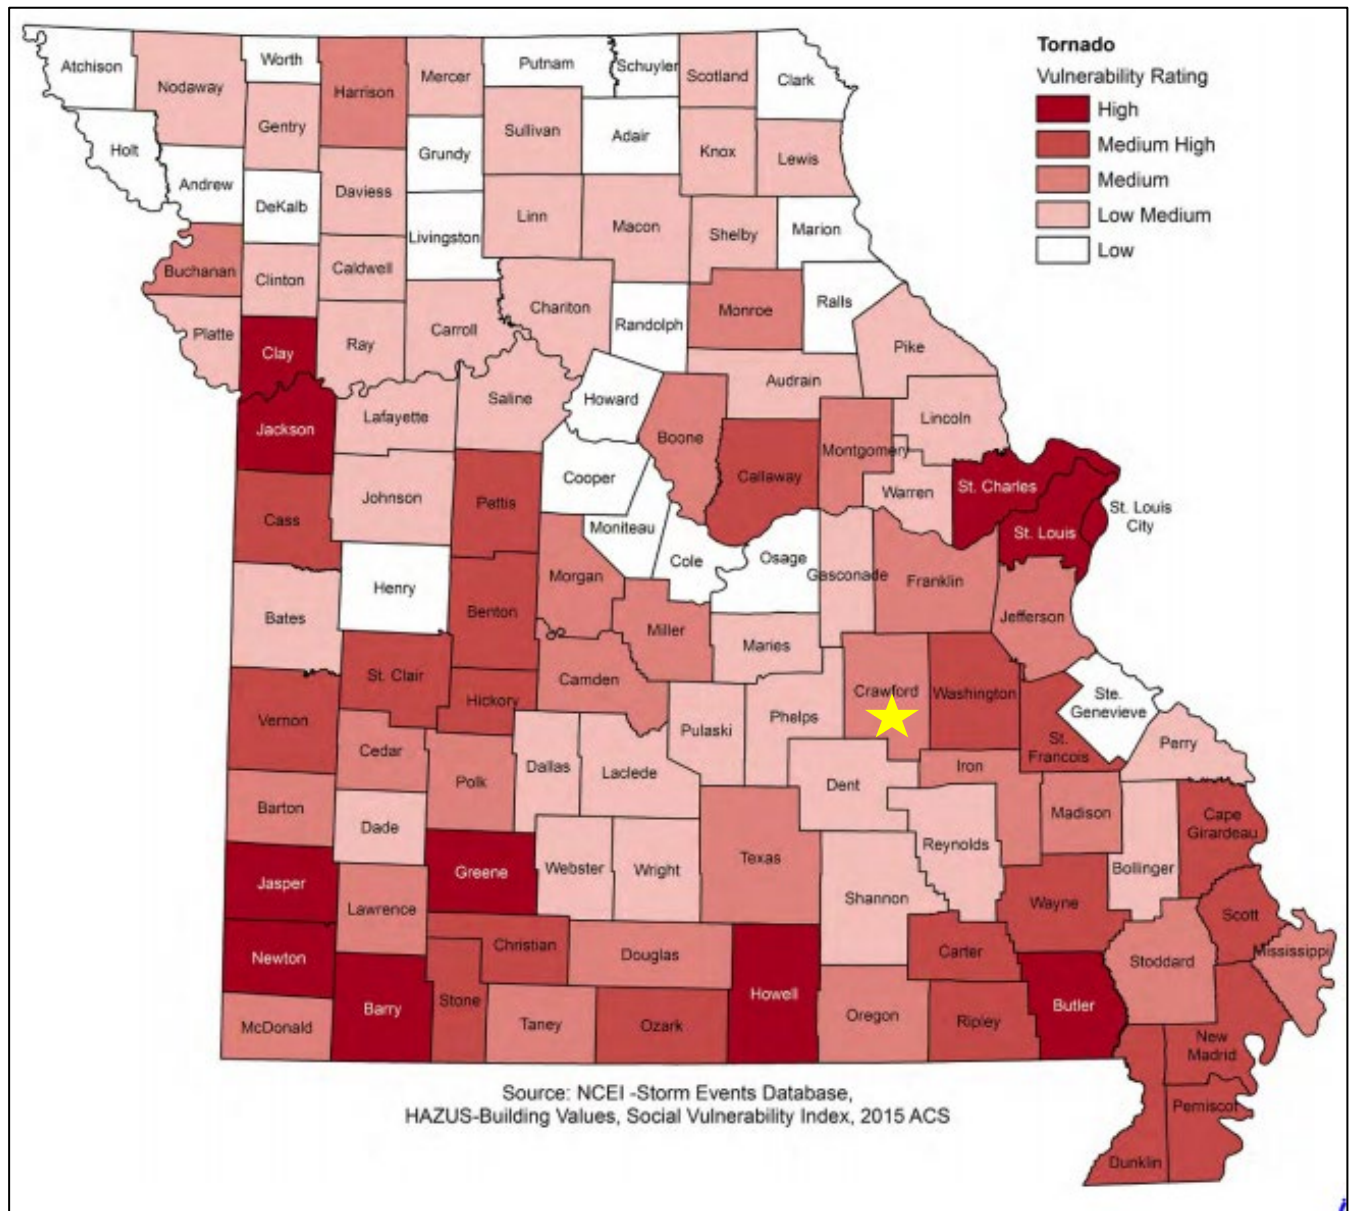 Tornado
Vulnerability Rating
High
Medium High
Medium
Low Medium
Low
Atchison
Nodaway
Worth
Harrison
Mercer
Putnam
Schuyler
Scotland
Clark
Gentry
Sullivan
Adair
Knox
Lewis
Holt
Andrew
DeKalb
Daviess
Grundy
Livingston
Linn
Macon
Shelby
Marion
Buchanan
Clinton
Caldwell
Chariton
Randolph
Monroe
Ralls
Platte
Clay
Ray
Carroll
Pike
Audrain
Jackson
Lafayette
Saline
Howard
Boone
Lincoln
Callaway
Montgomery
Warren
St. Charles
St. Louis
St. Louis
City
Cass
Johnson
Pettis
Cooper
Moniteau
Cole
Osage
Gasconade
Franklin
Jefferson
Bates
Henry
Benton
Morgan
Miller
Maries
Vernon
St. Clair
Hickory
Camden
Pulaski
Phelps
Crawford
Washington
St.
Francois
Ste.
Genevieve
Perry
Cedar
Polk
Dallas
Laclede
Dent
Iron
Barton
Dade
Madison
Cape
Girardeau
Reynolds
Bollinger
Jasper
Greene
Webster
Wright
Texas
Shannon
Lawrence
Wayne
Scott
Mississippi
Newton
Christian
Douglas
Howell
Carter
Stoddard
Barry
Stone
Taney
Ozark
Oregon
Ripley
Butler
McDonald
New
Madrid
Pemiscot
Dunklin
Source: NCEI -Storm Events Database,
HAZUS-Building Values, Social Vulnerability Index, 2015 ACS